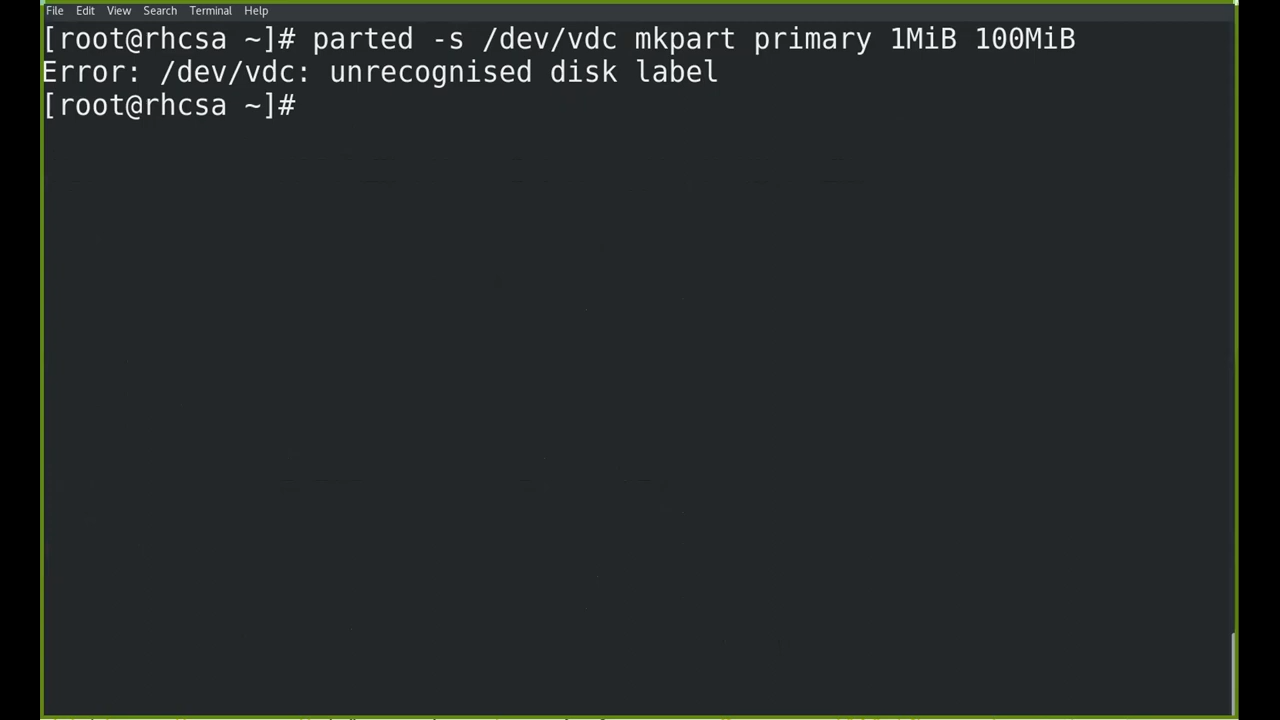 File Edit View Search Terminal Help
[root@rhcsa ~]# parted -s /dev/vdc mkpart primary 1MiB 100MiB
Error: /dev/vdc: unrecognised disk label
[root@rhcsa ~]#